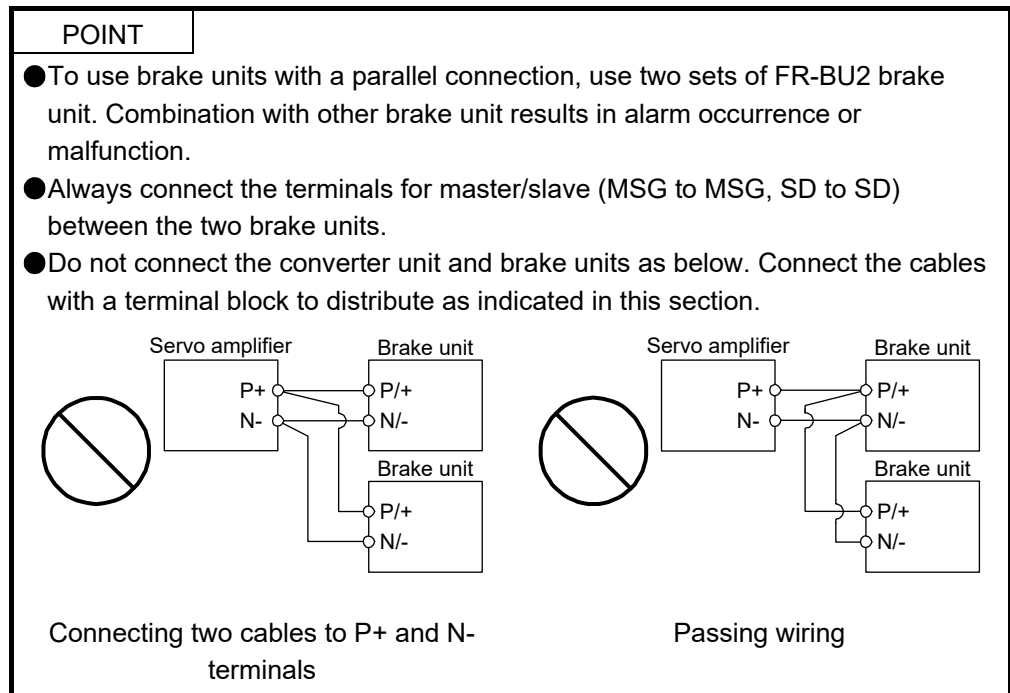 POINT
●To use brake units with a parallel connection, use two sets of FR-BU2 brake
unit. Combination with other brake unit results in alarm occurrence or
malfunction.
●Always connect the terminals for master/slave (MSG to MSG, SD to SD)
between the two brake units.
●Do not connect the converter unit and brake units as below. Connect the cables
with a terminal block to distribute as indicated in this section.
Servo amplifier
Brake unit
P+
P/+
N-
N/-
Brake unit
P/+
N/-
Connecting two cables to P+ and N-
terminals
Servo amplifier
Brake unit
P+
P/+
N-
N/-
Brake unit
P/+
N/-
Passing wiring